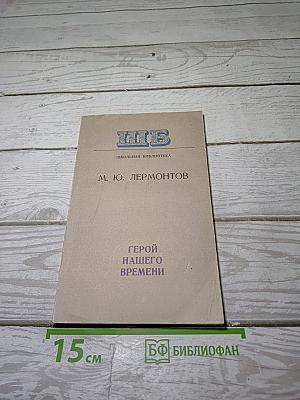 ШБ
ШКОЛЬНАЯ БИБЛИОТЕКА
М. Ю. ЛЕРМОНТОВ
ГЕРОЙ
НАШЕГО
ВРЕМЕНИ
15 см
БФ БИБЛИОФАН